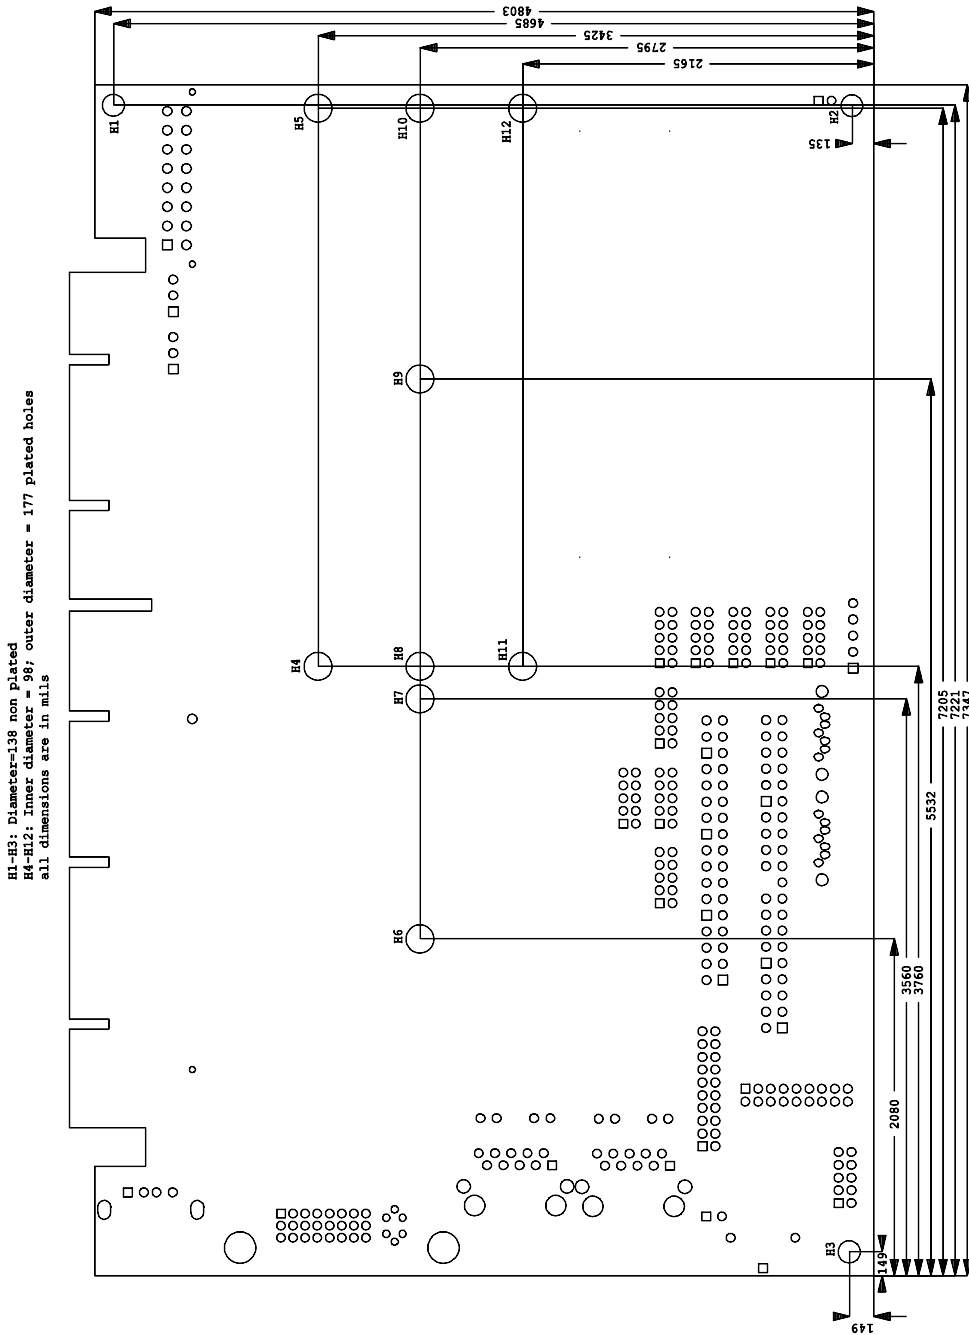 4803
4685
3425
2795
2165
H1
H5
H10
H12
H2
135
H9
H1-H3: Diameter=138 non plated
H4-H12: Inner diameter = 98; outer diameter = 177 plated holes
all dimensions are in mils
H4
H8
H11
H7
7205
7221
7347
5532
H6
3560
3760
2080
H3
149
149